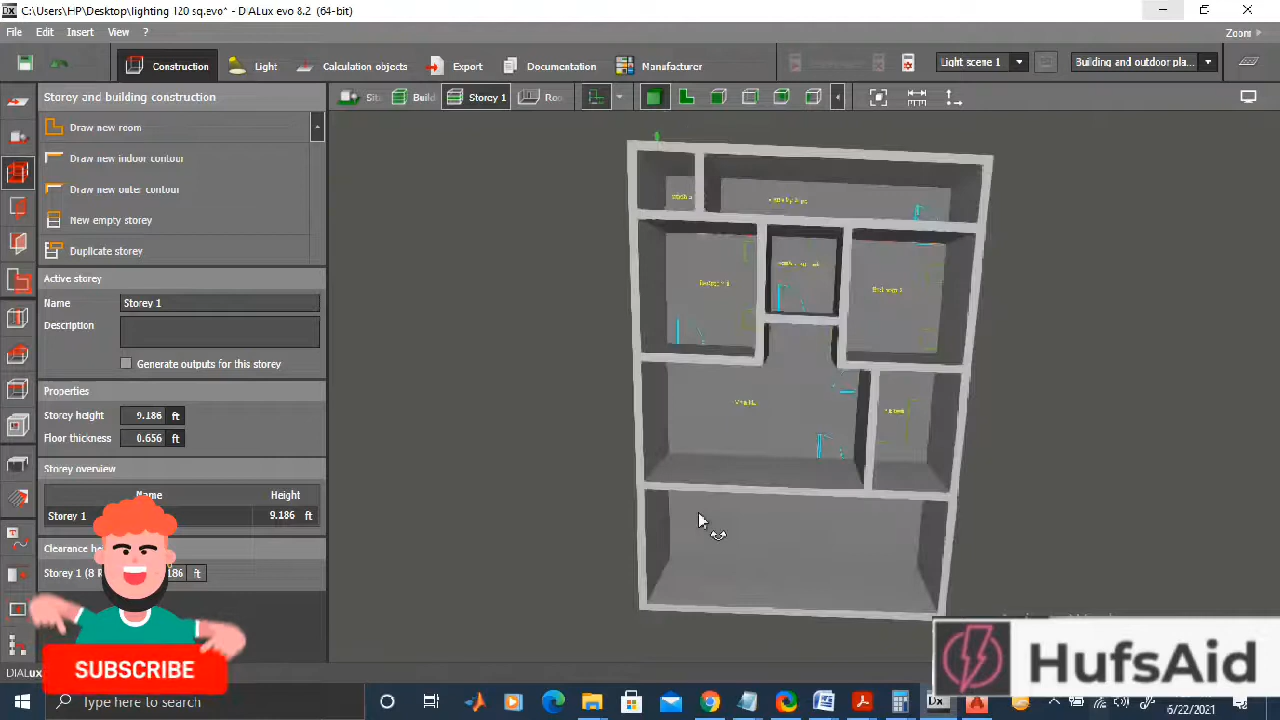 C:\Users\HP\Desktop\lighting 120 sq.evo* - DIALux evo 8.2 (64-bit)
File Edit Insert View ?
Zoom
Construction Light Calculation objects Export Documentation Manufacturer Light scene 1 Building and outdoor pla...
Storey and building construction
Storey 1
Draw new room
Draw new indoor contour
Draw new outer contour
New empty storey
Duplicate storey
Active storey
Name Storey 1
Description
Generate outputs for this storey
Properties
Storey height 9.186 ft
Floor thickness 0.656 ft
Storey overview
Name Height
Storey 1 9.186 ft
Storey 1 (8 ft
SUBSCRIBE
HufsAid
Type here to search
6/22/2021